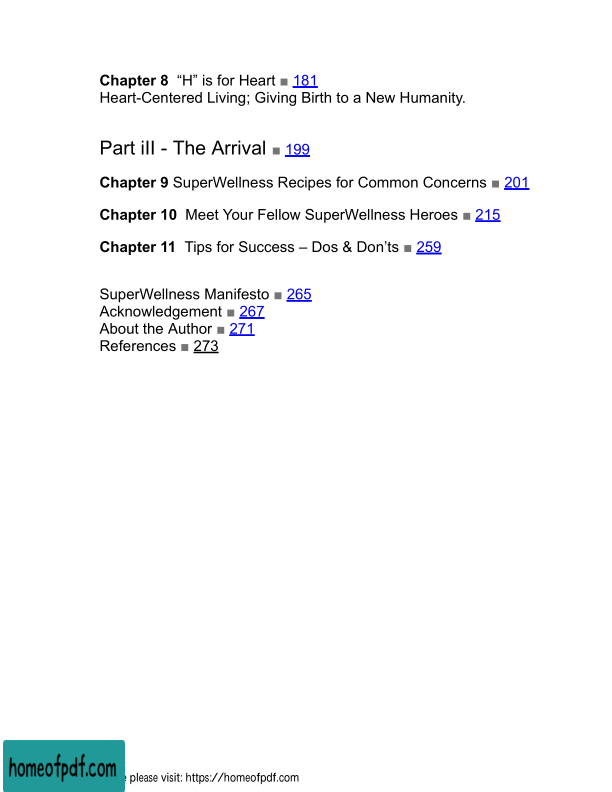 Chapter 8 “H” is for Heart ■ 181
Heart-Centered Living; Giving Birth to a New Humanity.
Part iII - The Arrival ■ 199
Chapter 9 SuperWellness Recipes for Common Concerns ■ 201
Chapter 10 Meet Your Fellow SuperWellness Heroes ■ 215
Chapter 11 Tips for Success – Dos & Don’ts ■ 259
SuperWellness Manifesto ■ 265
Acknowledgement ■ 267
About the Author ■ 271
References ■ 273
homeofpdf.com
please visit: https://homeofpdf.com